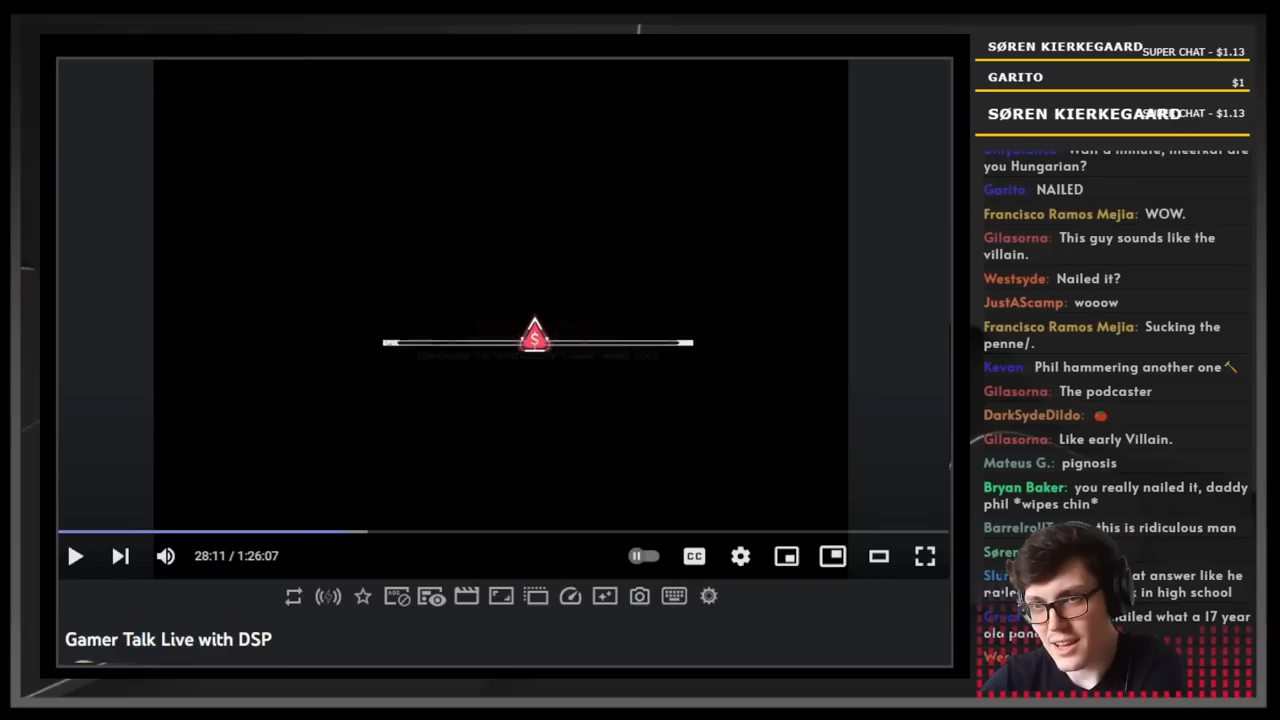 SØREN KIERKEGAARD SUPER CHAT - $1.13
GARITO $1
SØREN KIERKEGAARD CHAT - $1.13
you Hungarian?
Garito: NAILED
Francisco Ramos Mejia: WOW.
Gilasorna: This guy sounds like the
villain.
Westsyde: Nailed it?
JustAScamp: wooow
Francisco Ramos Mejia: Sucking the
penne/.
Kevan: Phil hammering another one
Gilasorna: The podcaster
DarkSydeDildo:
Gilasorna: Like early Villain.
Mateus G.: pignosis
Bryan Baker: you really nailed it, daddy
phil *wipes chin*
this is ridiculous man
at answer like he
in high school
what a 17 year
old
$
28:11 / 1:26:07
CC
Gamer Talk Live with DSP